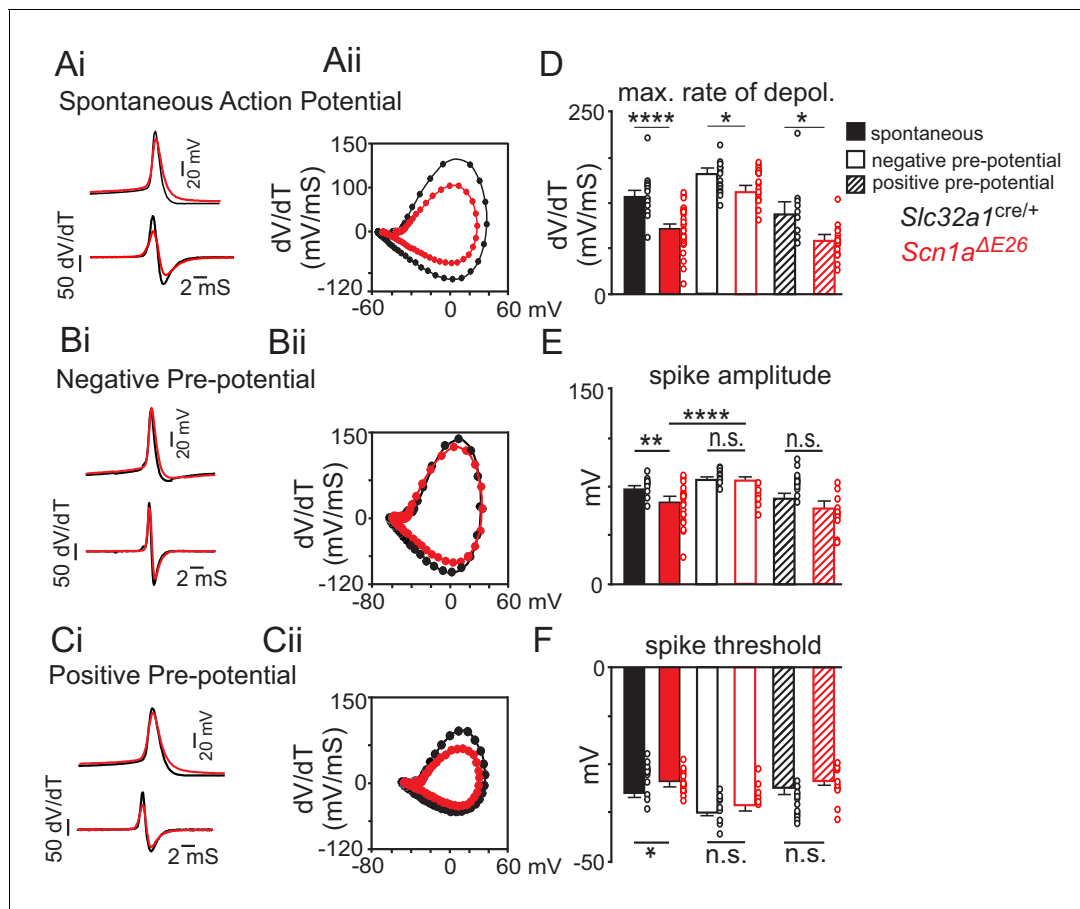 Ai
Spontaneous Action Potential
20 mV
50 dV/dT
2 mS
Aii
dV/dT
(mV/mS)
150
100
0
-120
-60
0
60 mV
Bi
Negative Pre-potential
20 mV
50 dV/dT
2 mS
Bii
dV/dT
(mV/mS)
150
0
-120
-80
0
60 mV
Ci
Positive Pre-potential
20 mV
50 dV/dT
2 mS
Cii
dV/dT
(mV/mS)
150
0
-120
-60
0
60 mV
D
max. rate of depol.
250
**** * *
dV/dT
(mV/mS)
0
spontaneous
negative pre-potential
positive pre-potential
Slc32a1cre/+
Scn1aΔE26
E
spike amplitude
150
****
** n.s. n.s.
mV
0
F
spike threshold
0
mV
-50
* n.s. n.s.